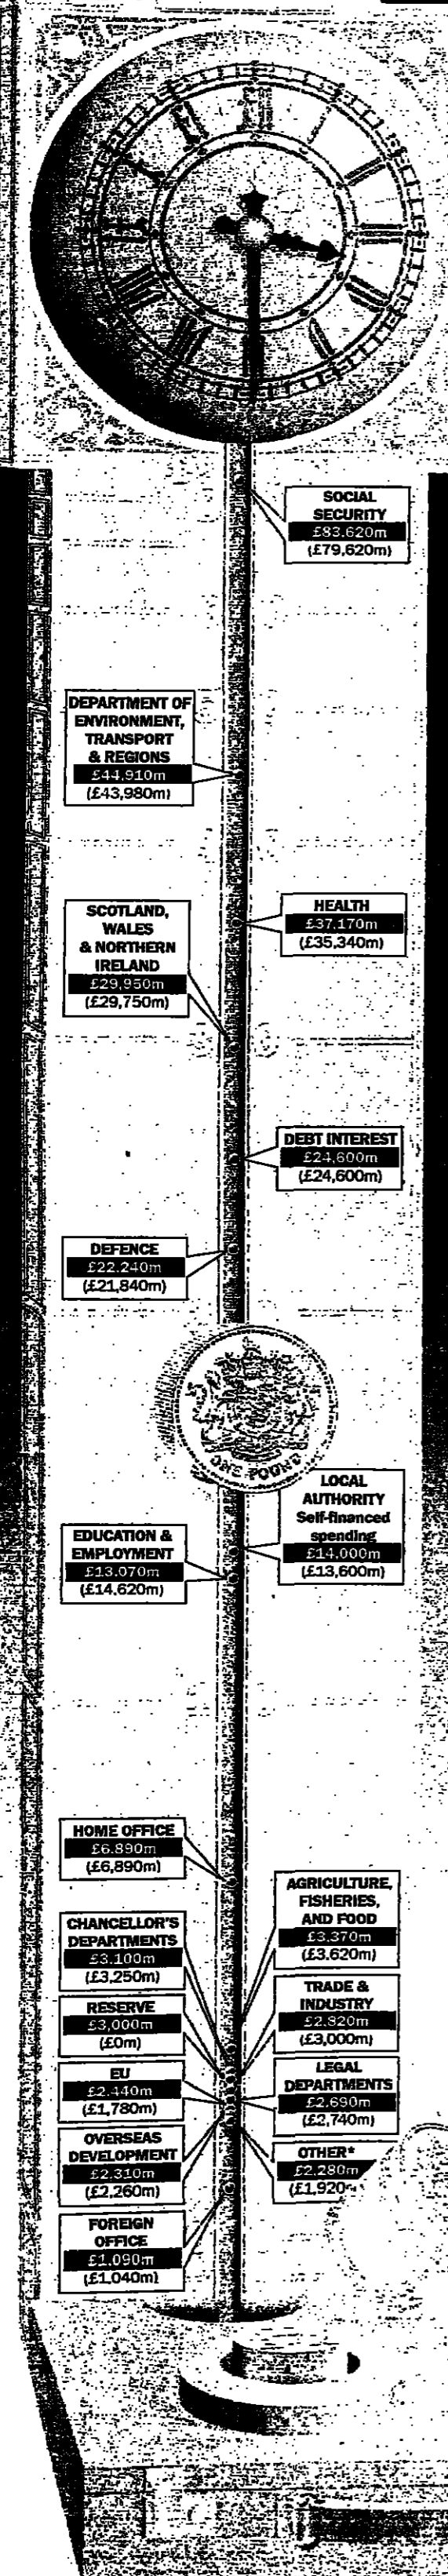 SOCIAL
SECURITY
£83.620m
(£79,620m)
DEPARTMENT OF
ENVIRONMENT,
TRANSPORT
& REGIONS
£44.910m
(£43,980m)
HEALTH
£37.170m
(£35,340m)
SCOTLAND,
WALES
& NORTHERN
IRELAND
£29.950m
(£29,750m)
DEBT INTEREST
£24,600m
(£24,600m)
DEFENCE
£22.240m
(£21,840m)
ONE POUND
LOCAL
AUTHORITY
Self-financed
spending
£14.000m
(£13,600m)
EDUCATION &
EMPLOYMENT
£13.070m
(£14,620m)
HOME OFFICE
£6.890m
(£6,890m)
AGRICULTURE,
FISHERIES,
AND FOOD
£3.370m
(£3,620m)
CHANCELLOR'S
DEPARTMENTS
£3.100m
(£3,250m)
TRADE &
INDUSTRY
£2.820m
(£3,000m)
RESERVE
£3,000m
(£0m)
LEGAL
DEPARTMENTS
£2.690m
(£2,740m)
EU
£2.440m
(£1,780m)
OTHER*
£2.280m
(£1,920
OVERSEAS
DEVELOPMENT
£2.310m
(£2,260m)
FOREIGN
OFFICE
£1.090m
(£1,040m)